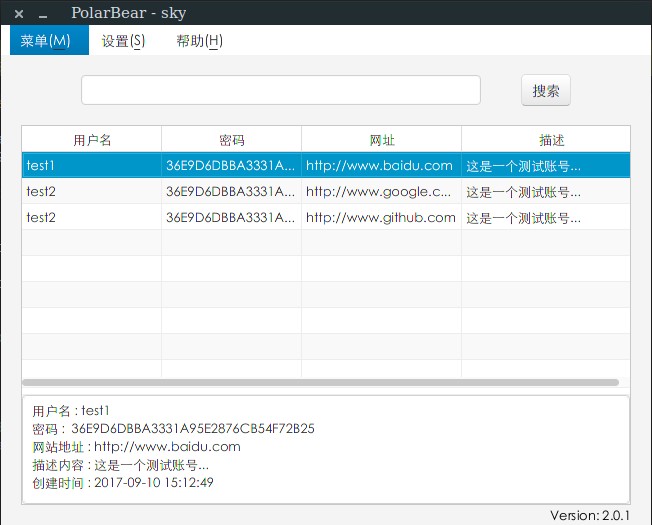 PolarBear - sky
菜单(M) 设置(S) 帮助(H)
搜索
用户名 密码 网址 描述
test1 36E9D6DBBA3331A... http://www.baidu.com 这是一个测试账号...
test2 36E9D6DBBA3331A... http://www.google.c... 这是一个测试账号...
test2 36E9D6DBBA3331A... http://www.github.com 这是一个测试账号...
用户名 : test1
密码 : 36E9D6DBBA3331A95E2876CB54F72B25
网站地址 : http://www.baidu.com
描述内容 : 这是一个测试账号...
创建时间 : 2017-09-10 15:12:49
Version: 2.0.1